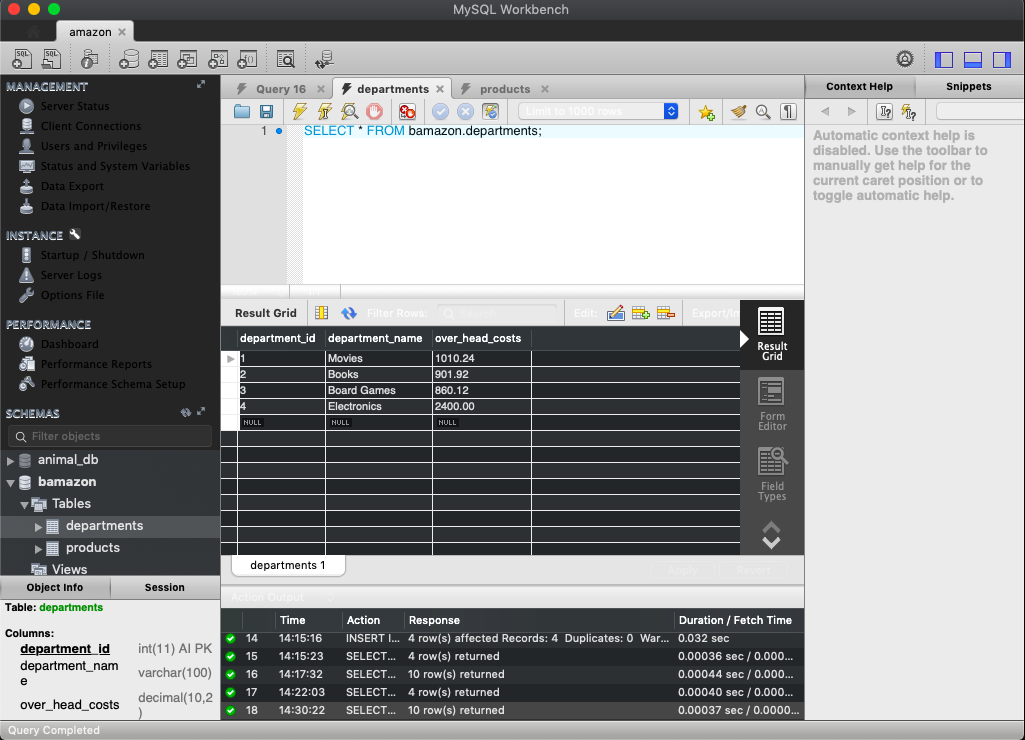 MySQL Workbench
amazon
MANAGEMENT
Server Status
Client Connections
Users and Privileges
Status and System Variables
Data Export
Data Import/Restore
INSTANCE
Startup / Shutdown
Server Logs
Options File
PERFORMANCE
Dashboard
Performance Reports
Performance Schema Setup
SCHEMAS
Filter objects
animal_db
bamazon
Tables
departments
products
Views
Object Info Session
Table: departments
Columns:
department_id int(11) AI PK
department_nam
e varchar(100)
over_head_costs decimal(10,2
)
Query 16 departments products
Limit to 1000 rows
1 SELECT * FROM bamazon.departments;
Result Grid Filter Rows: Search Edit: Export/Im
department_id department_name over_head_costs
1 Movies 1010.24
2 Books 901.92
3 Board Games 860.12
4 Electronics 2400.00
NULL NULL NULL
Result
Grid
Form
Editor
Field
Types
departments 1
Apply Revert
Action Output
Time Action Response Duration / Fetch Time
14 14:15:16 INSERT I... 4 row(s) affected Records: 4 Duplicates: 0 War... 0.032 sec
15 14:15:23 SELECT... 4 row(s) returned 0.00036 sec / 0.000...
16 14:17:32 SELECT... 10 row(s) returned 0.00044 sec / 0.000...
17 14:22:03 SELECT... 4 row(s) returned 0.00040 sec / 0.000...
18 14:30:22 SELECT... 10 row(s) returned 0.00037 sec / 0.0000...
Context Help Snippets
Automatic context help is
disabled. Use the toolbar to
manually get help for the
current caret position or to
toggle automatic help.
Query Completed